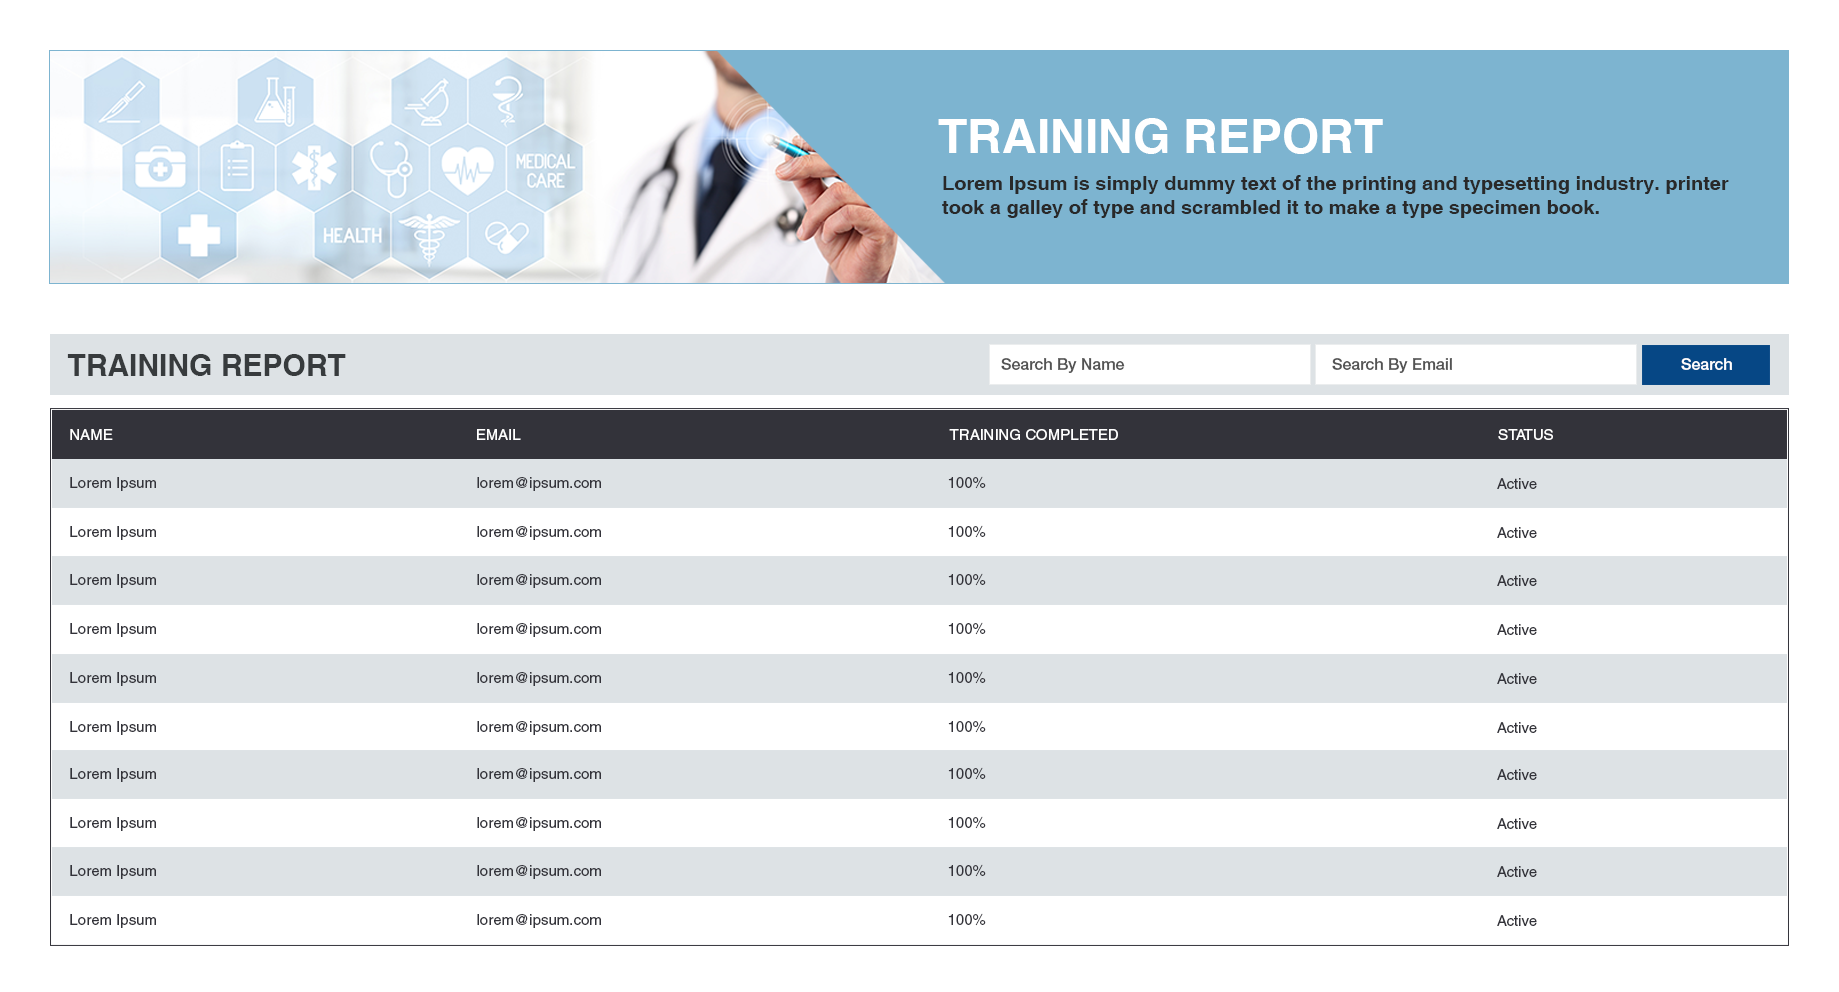 MEDICAL
CARE
HEALTH
TRAINING REPORT
Lorem Ipsum is simply dummy text of the printing and typesetting industry. printer
took a galley of type and scrambled it to make a type specimen book.
TRAINING REPORT
Search By Name
Search By Email
Search
NAME EMAIL TRAINING COMPLETED STATUS
Lorem Ipsum lorem@ipsum.com 100% Active
Lorem Ipsum lorem@ipsum.com 100% Active
Lorem Ipsum lorem@ipsum.com 100% Active
Lorem Ipsum lorem@ipsum.com 100% Active
Lorem Ipsum lorem@ipsum.com 100% Active
Lorem Ipsum lorem@ipsum.com 100% Active
Lorem Ipsum lorem@ipsum.com 100% Active
Lorem Ipsum lorem@ipsum.com 100% Active
Lorem Ipsum lorem@ipsum.com 100% Active
Lorem Ipsum lorem@ipsum.com 100% Active